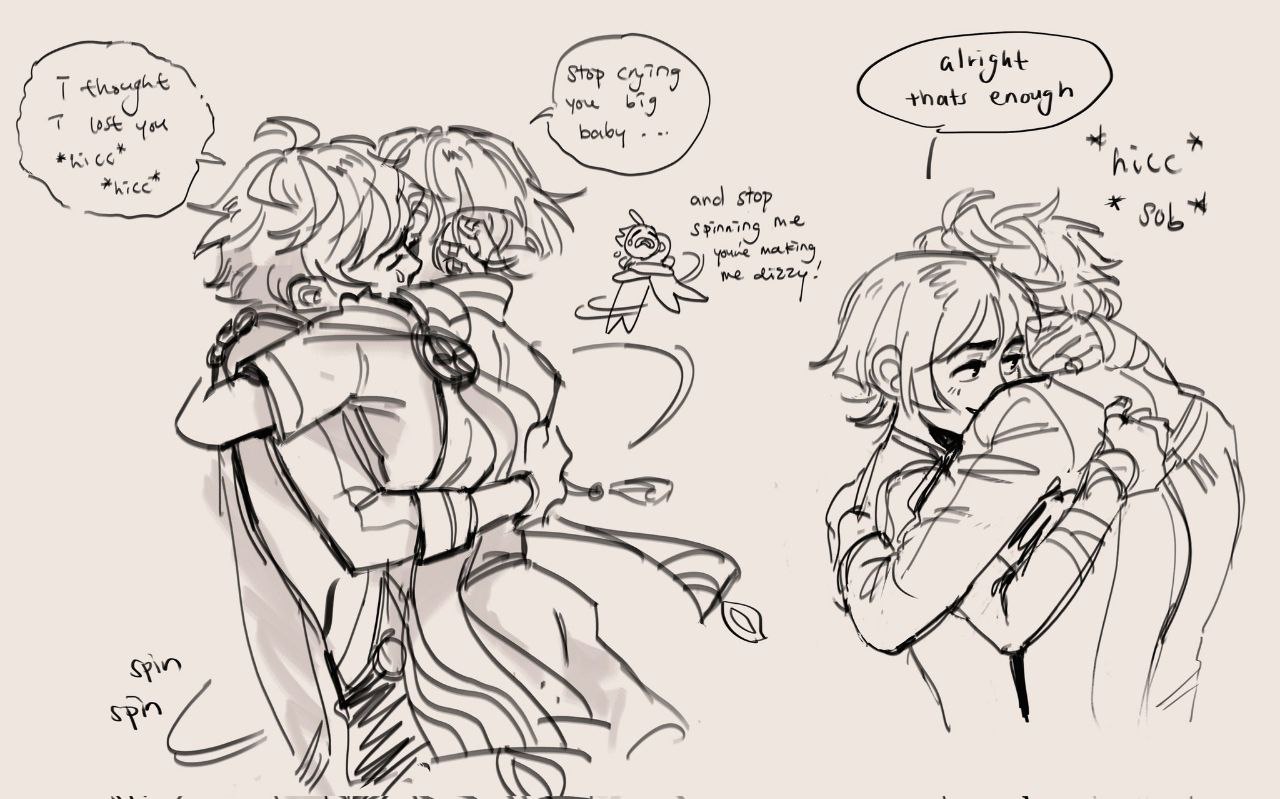 I thought
I lost you
*hicc*
*hicc*
stop crying
you big
baby...
and stop
spinning me
you're making
me dizzy!
spin
spin
alright
thats enough
*hicc*
*sob*